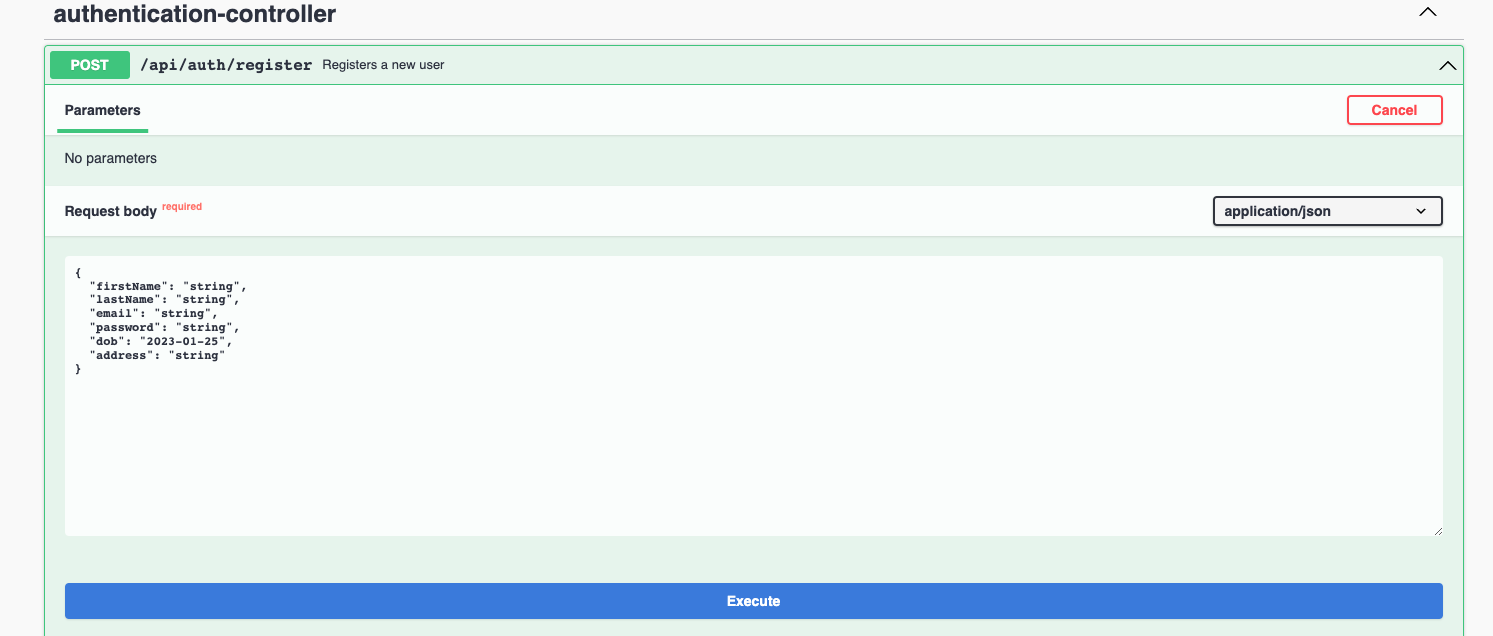 authentication-controller
POST /api/auth/register Registers a new user
Parameters
Cancel
No parameters
Request body required
application/json
{
  "firstName": "string",
  "lastName": "string",
  "email": "string",
  "password": "string",
  "dob": "2023-01-25",
  "address": "string"
}
Execute